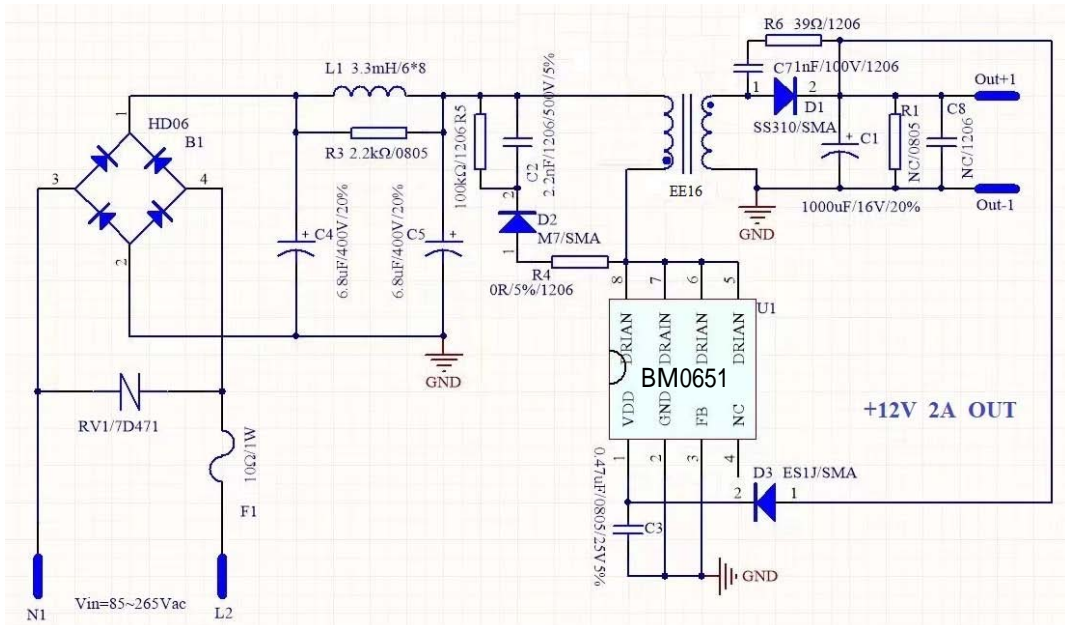 R6 39Ω/1206
L1 3.3mH/6*8
C7 1nF/100V/1206
1
2
D1
SS310/SMA
Out+1
R1
NC/0805
C8
NC/1206
C1
1000uF/16V/20%
Out-1
GND
1
HD06
B1
3
4
2
R3 2.2kΩ/0805
R5
100kΩ/1206
C2
2.2nF/1206/500V/5%
EE16
2
D2
M7/SMA
1
R4
0R/5%/1206
C4
6.8uF/400V/20%
C5
6.8uF/400V/20%
GND
8
7
6
5
U1
DRIAN
DRAIN
DRIAN
DRIAN
BM0651
VDD
GND
FB
NC
1
2
3
4
+12V 2A OUT
RV1/7D471
10Ω/1W
F1
D3 ES1J/SMA
2
1
0.47uF/0805/25V5%
C3
GND
N1
Vin=85~265Vac
L2